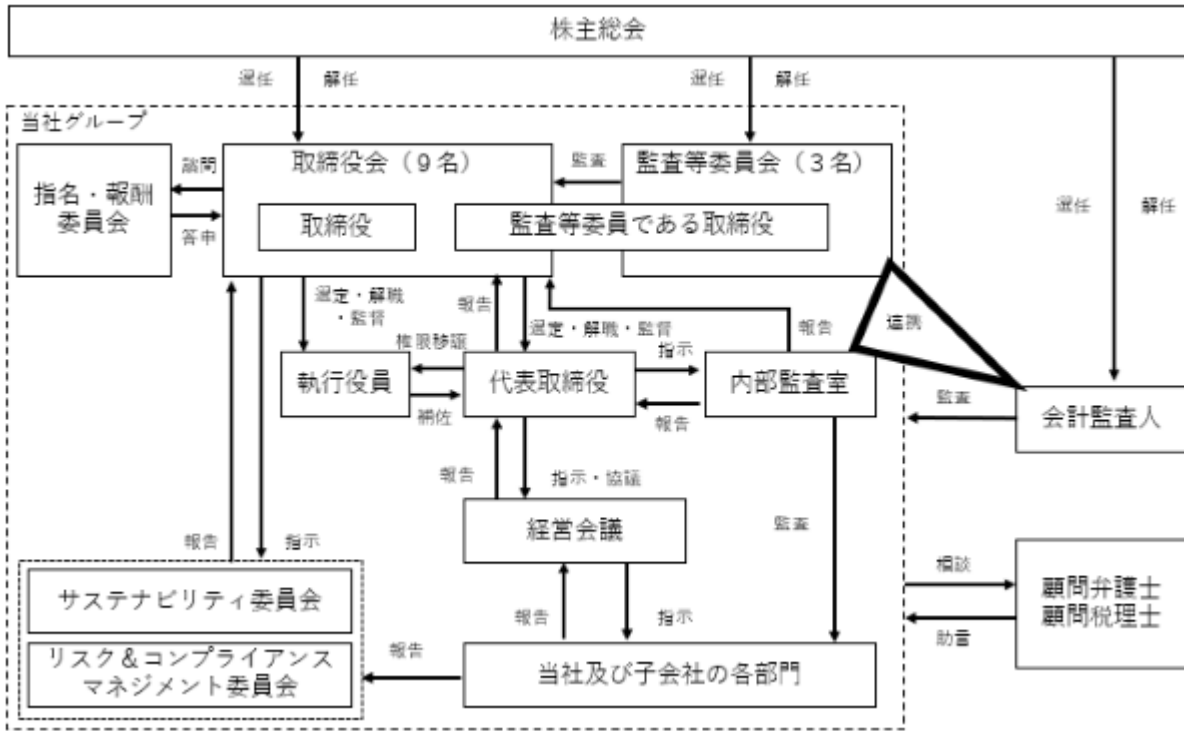 株主総会
選任
解任
選任
解任
選任
解任
当社グループ
指名・報酬
委員会
諮問
答申
取締役会（９名）
取締役
監査
監査等委員会（３名）
監査等委員である取締役
選定・解職
・監督
報告
選定・解職・監督
報告
連携
権限移譲
指示
執行役員
代表取締役
内部監査室
補佐
報告
監査
会計監査人
報告
指示・協議
経営会議
監査
報告
指示
サステナビリティ委員会
リスク＆コンプライアンス
マネジメント委員会
報告
報告
指示
当社及び子会社の各部門
相談
助言
顧問弁護士
顧問税理士